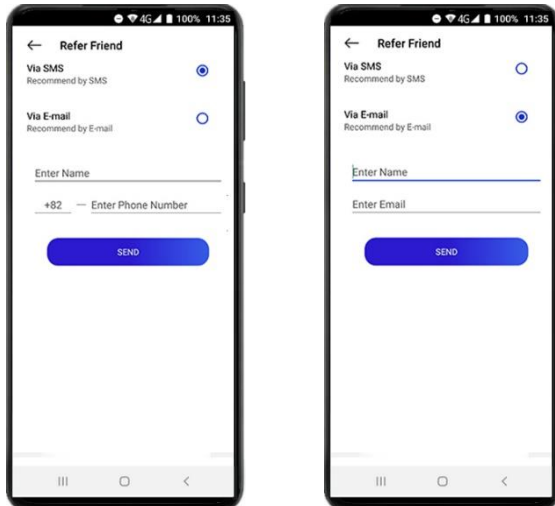 4G 100% 11:35
Refer Friend
Via SMS
Recommend by SMS
Via E-mail
Recommend by E-mail
Enter Name
+82 — Enter Phone Number
SEND
4G 100% 11:35
Refer Friend
Via SMS
Recommend by SMS
Via E-mail
Recommend by E-mail
Enter Name
Enter Email
SEND